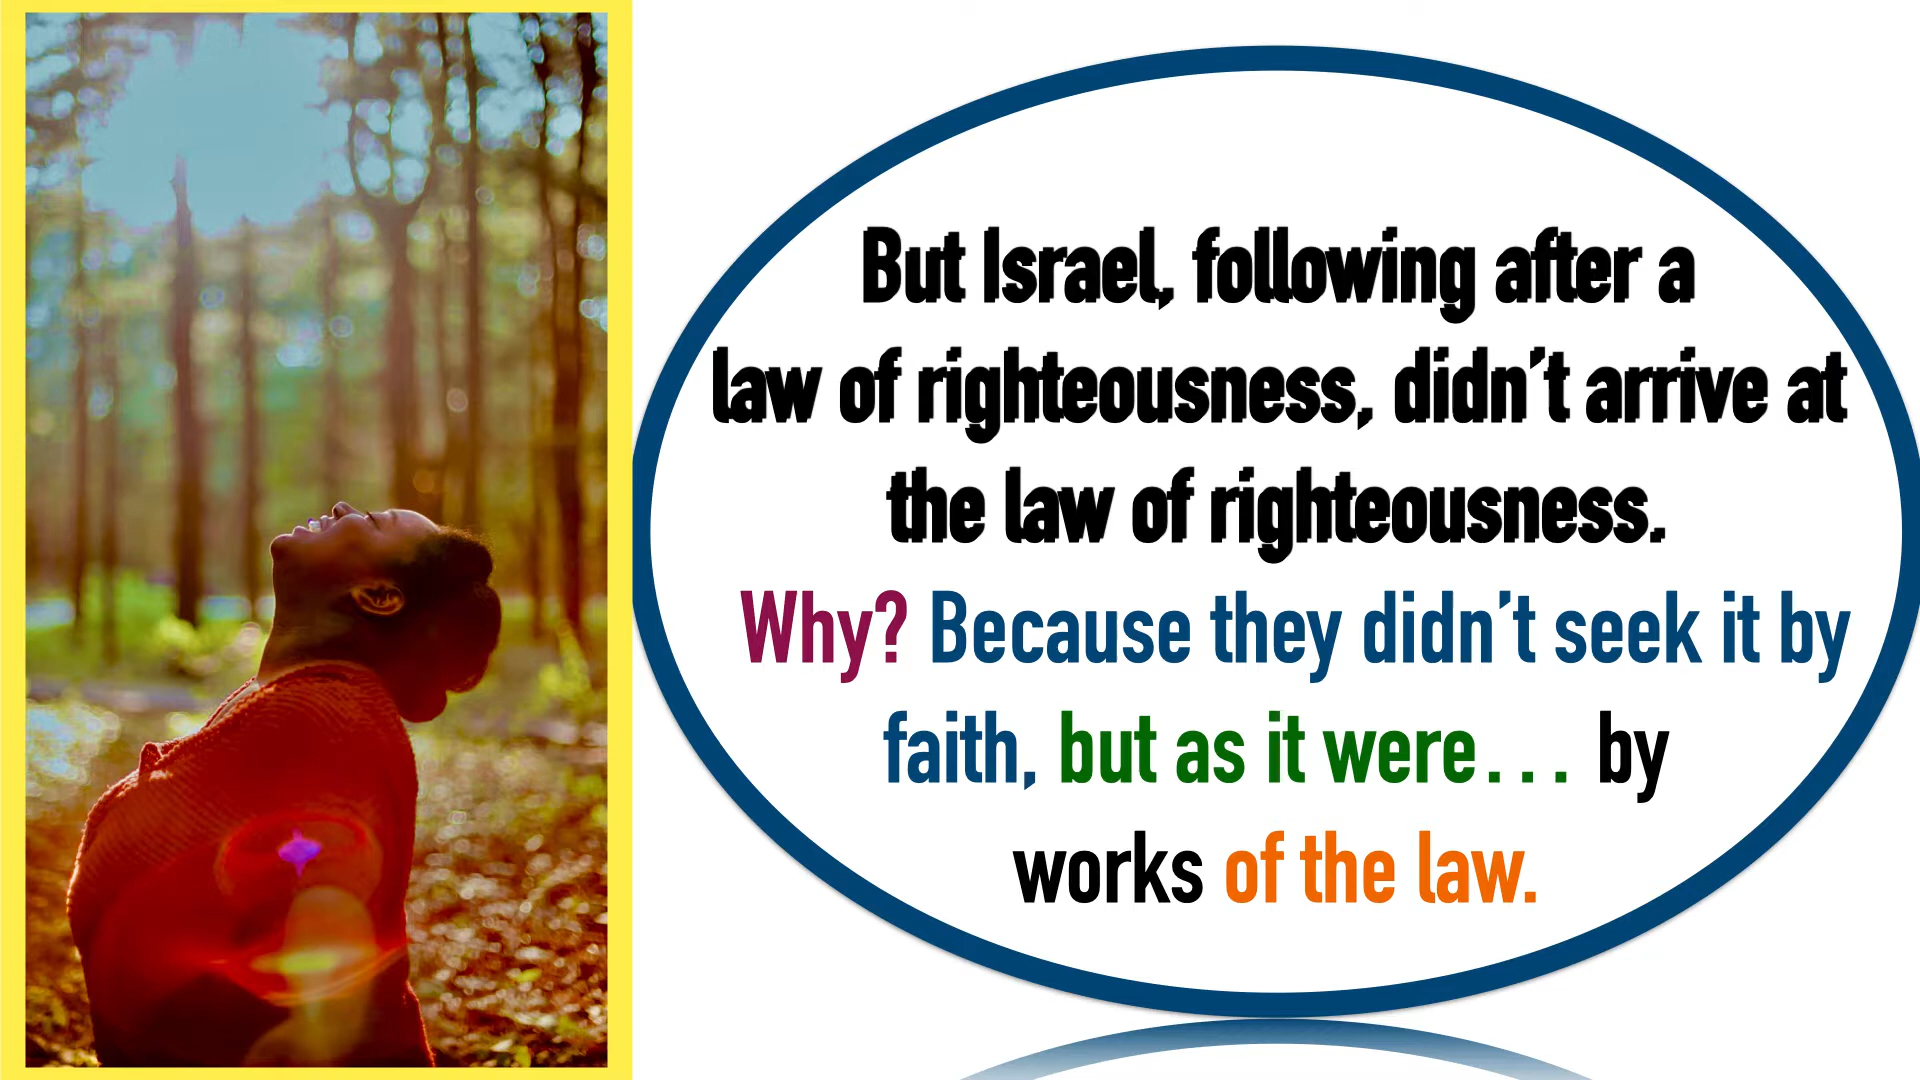 But Israel, following after a
law of righteousness, didn’t arrive at
the law of righteousness.
Why? Because they didn’t seek it by
faith, but as it were... by
works of the law.